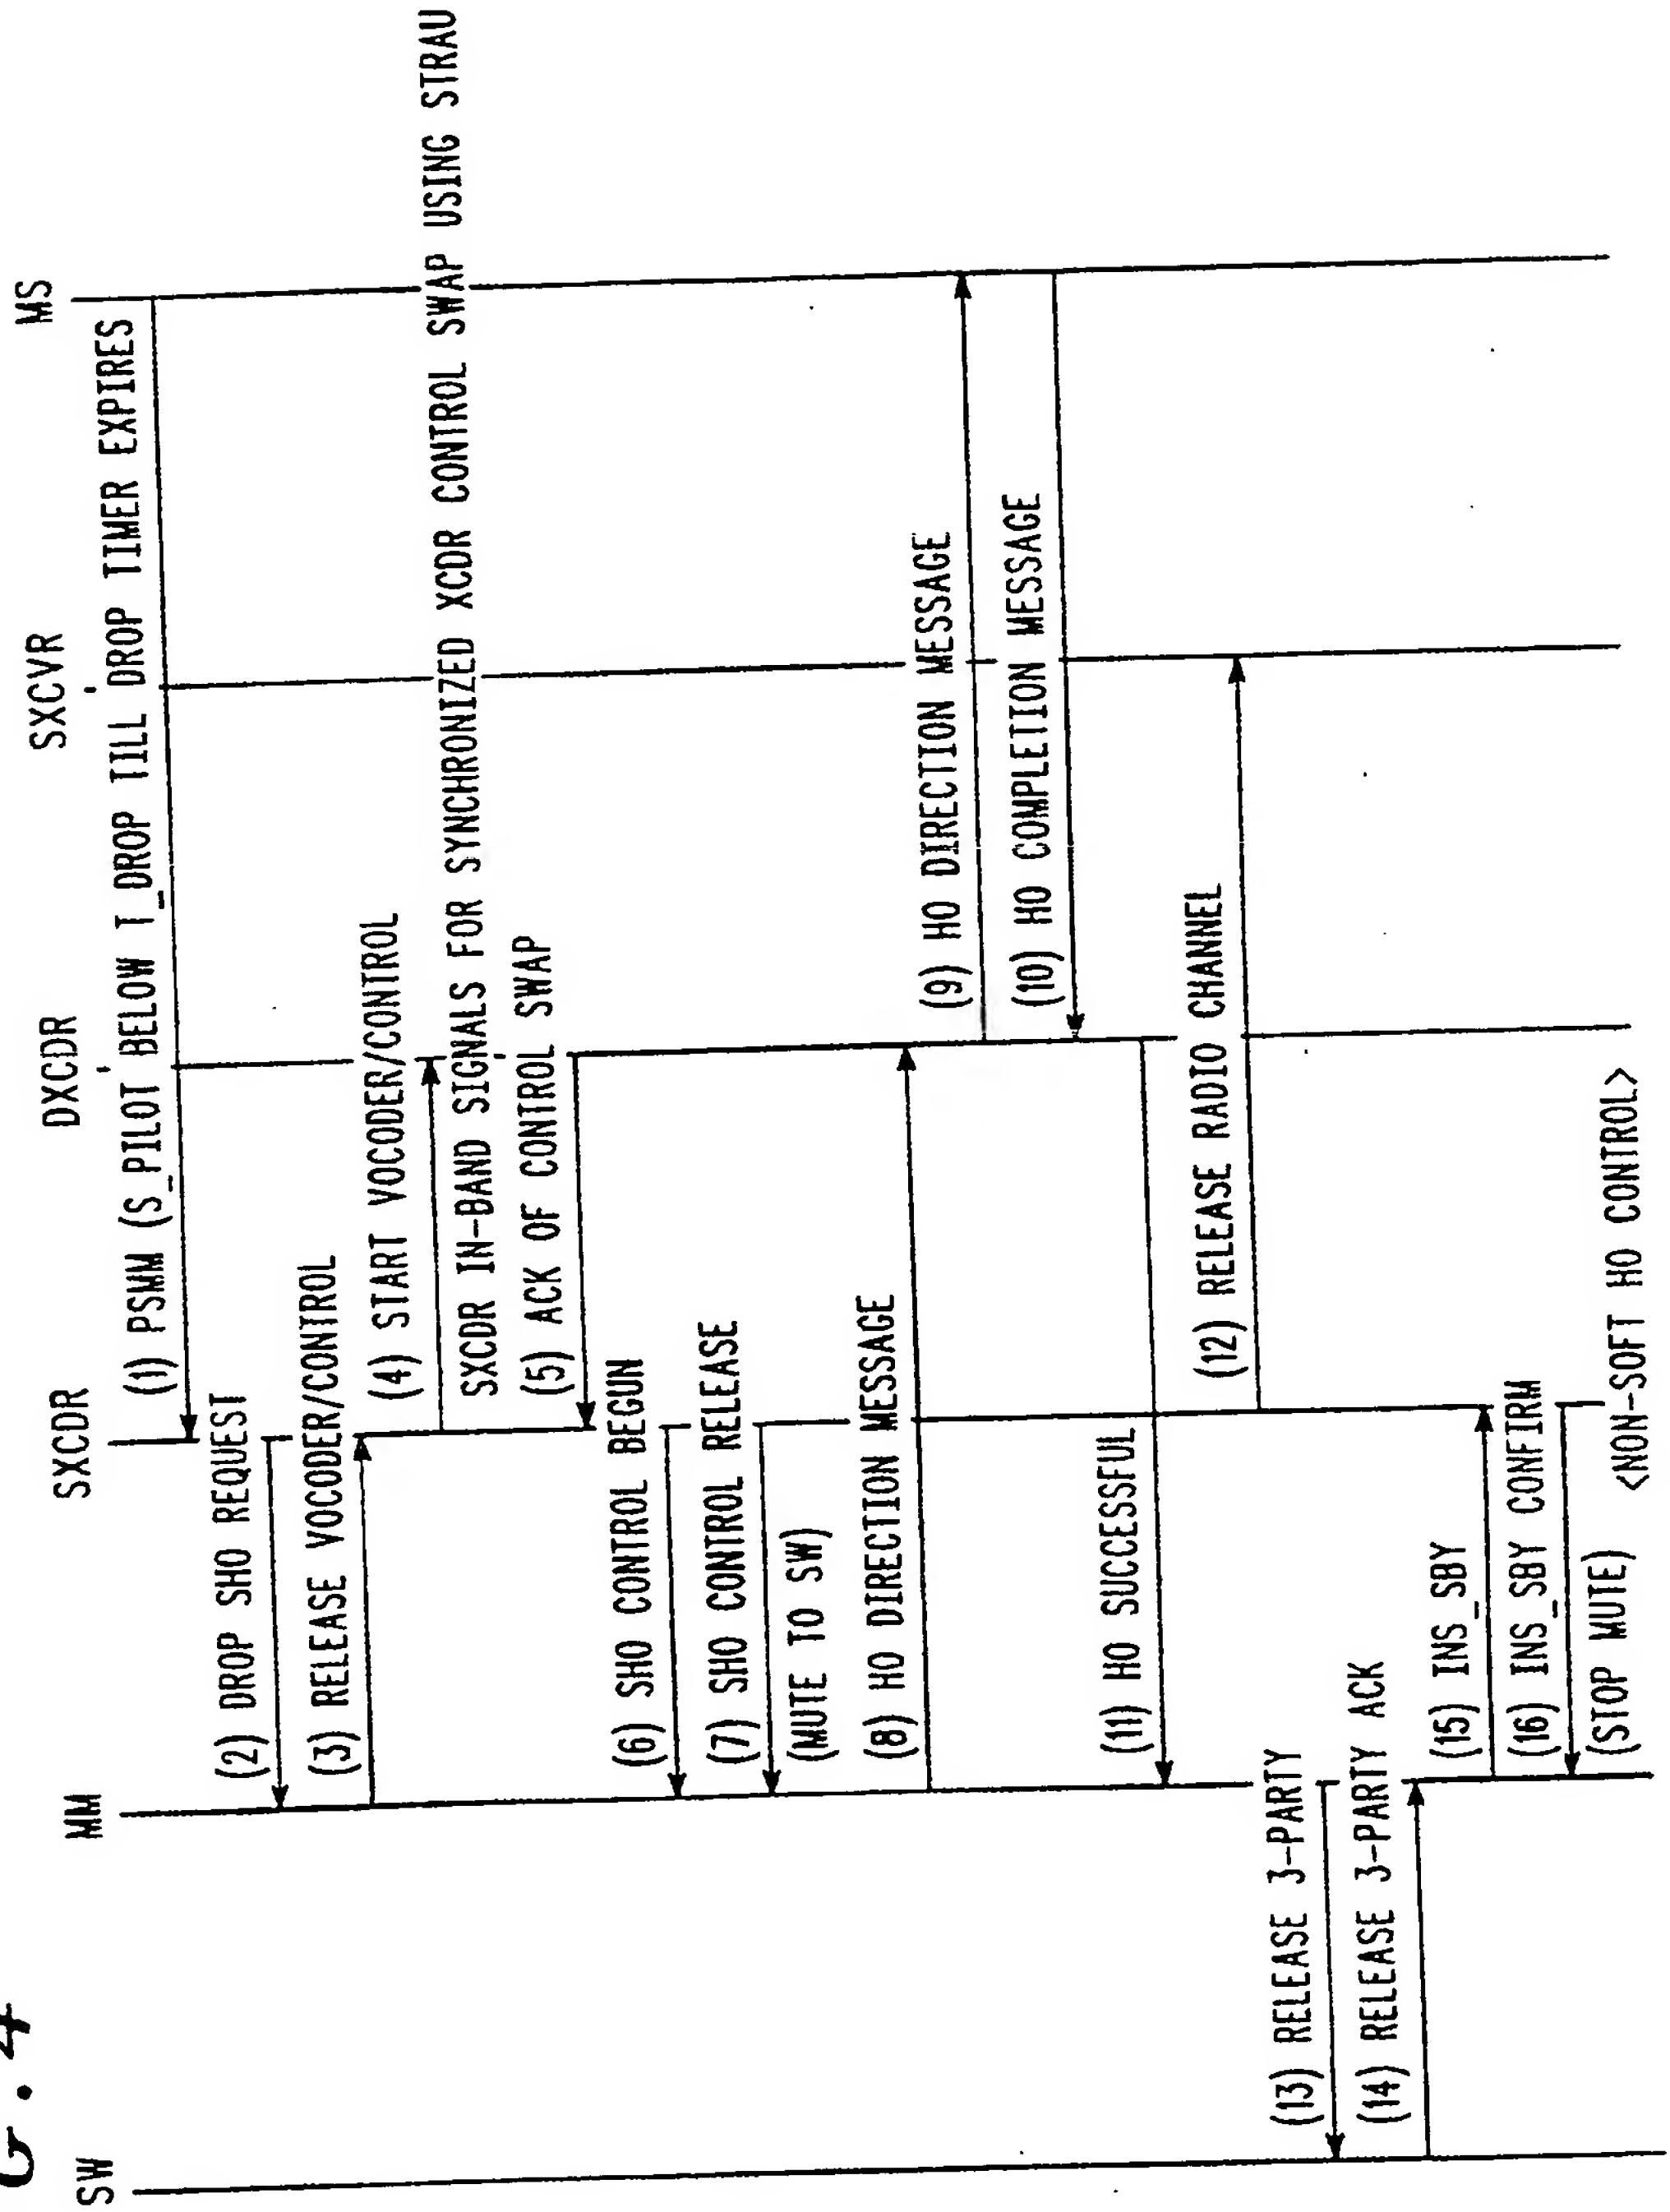 G. 4
SW
MM
SXCDR
DXCDR
SXCVR
MS
(1) PSMM (S_PILOT BELOW T_DROP TILL DROP TIMER EXPIRES
(2) DROP SHO REQUEST
(3) RELEASE VOCODER/CONTROL
(4) START VOCODER/CONTROL
SXCDR IN-BAND SIGNALS FOR SYNCHRONIZED XCDR CONTROL SWAP USING STRAU
(5) ACK OF CONTROL SWAP
(6) SHO CONTROL BEGUN
(7) SHO CONTROL RELEASE
(MUTE TO SW)
(8) HO DIRECTION MESSAGE
(9) HO DIRECTION MESSAGE
(10) HO COMPLETION MESSAGE
(11) HO SUCCESSFUL
(12) RELEASE RADIO CHANNEL
(13) RELEASE 3-PARTY
(14) RELEASE 3-PARTY ACK
(15) INS_SBY
(16) INS_SBY CONFIRM
(STOP MUTE)
<NON-SOFT HO CONTROL>